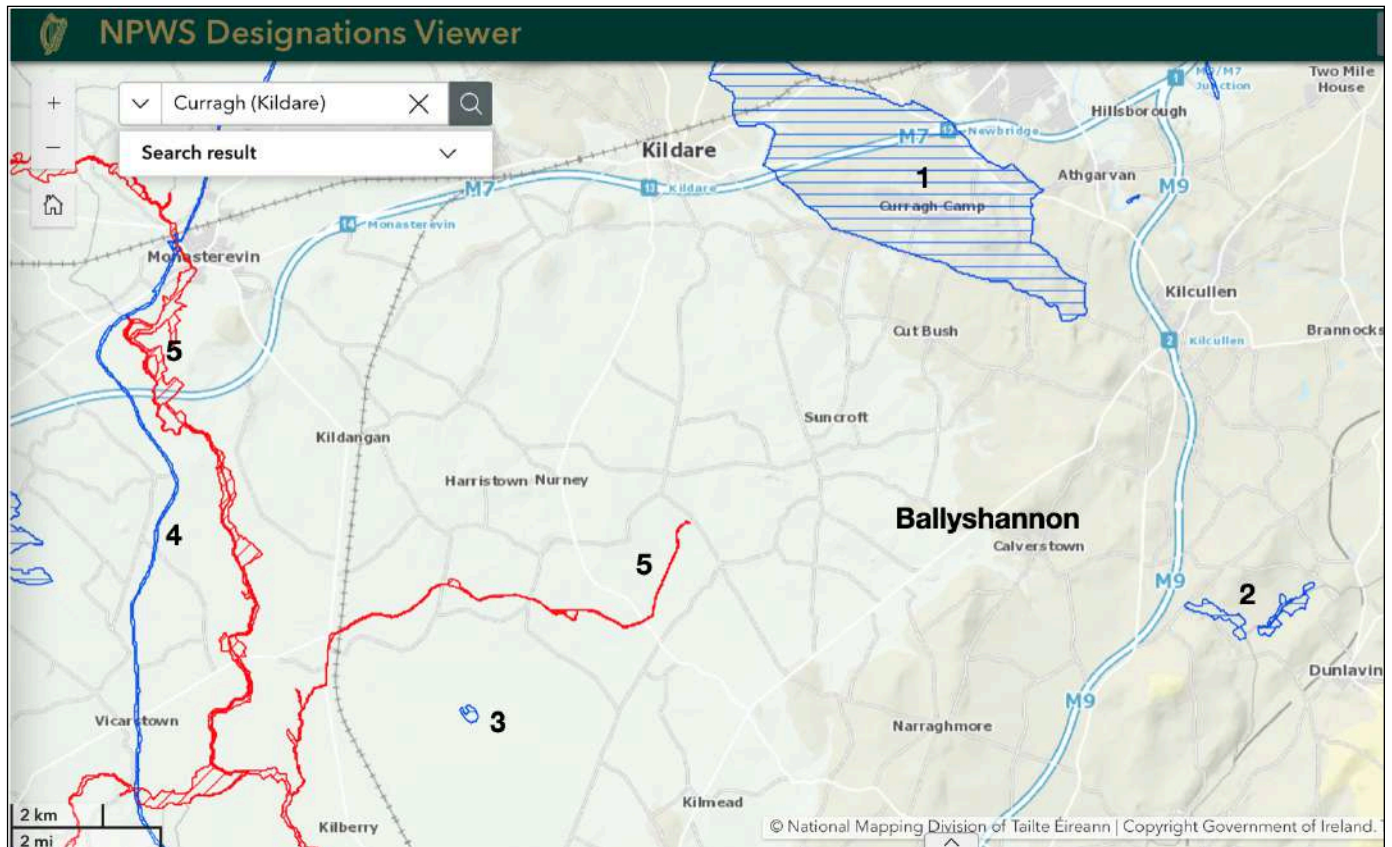 NPWS Designations Viewer
+
Curragh (Kildare)
−
Search result
M9/M7
Junction
Two Mile
House
1
Hillsborough
12 Newbridge
M7
Kildare
13 Kildare
M7
14 Monasterevin
Monasterevin
1
Curragh Camp
Athgarvan
M9
Kilcullen
2 Kilcullen
Cut Bush
Brannocks
5
Suncroft
Kildangan
Harristown Nurney
4
5
Ballyshannon
Calverstown
M9
2
Dunlavin
M9
Vicarstown
3
Narraghmore
Kilmead
2 km
2 mi
Kilberry
© National Mapping Division of Tailte Éireann | Copyright Government of Ireland.